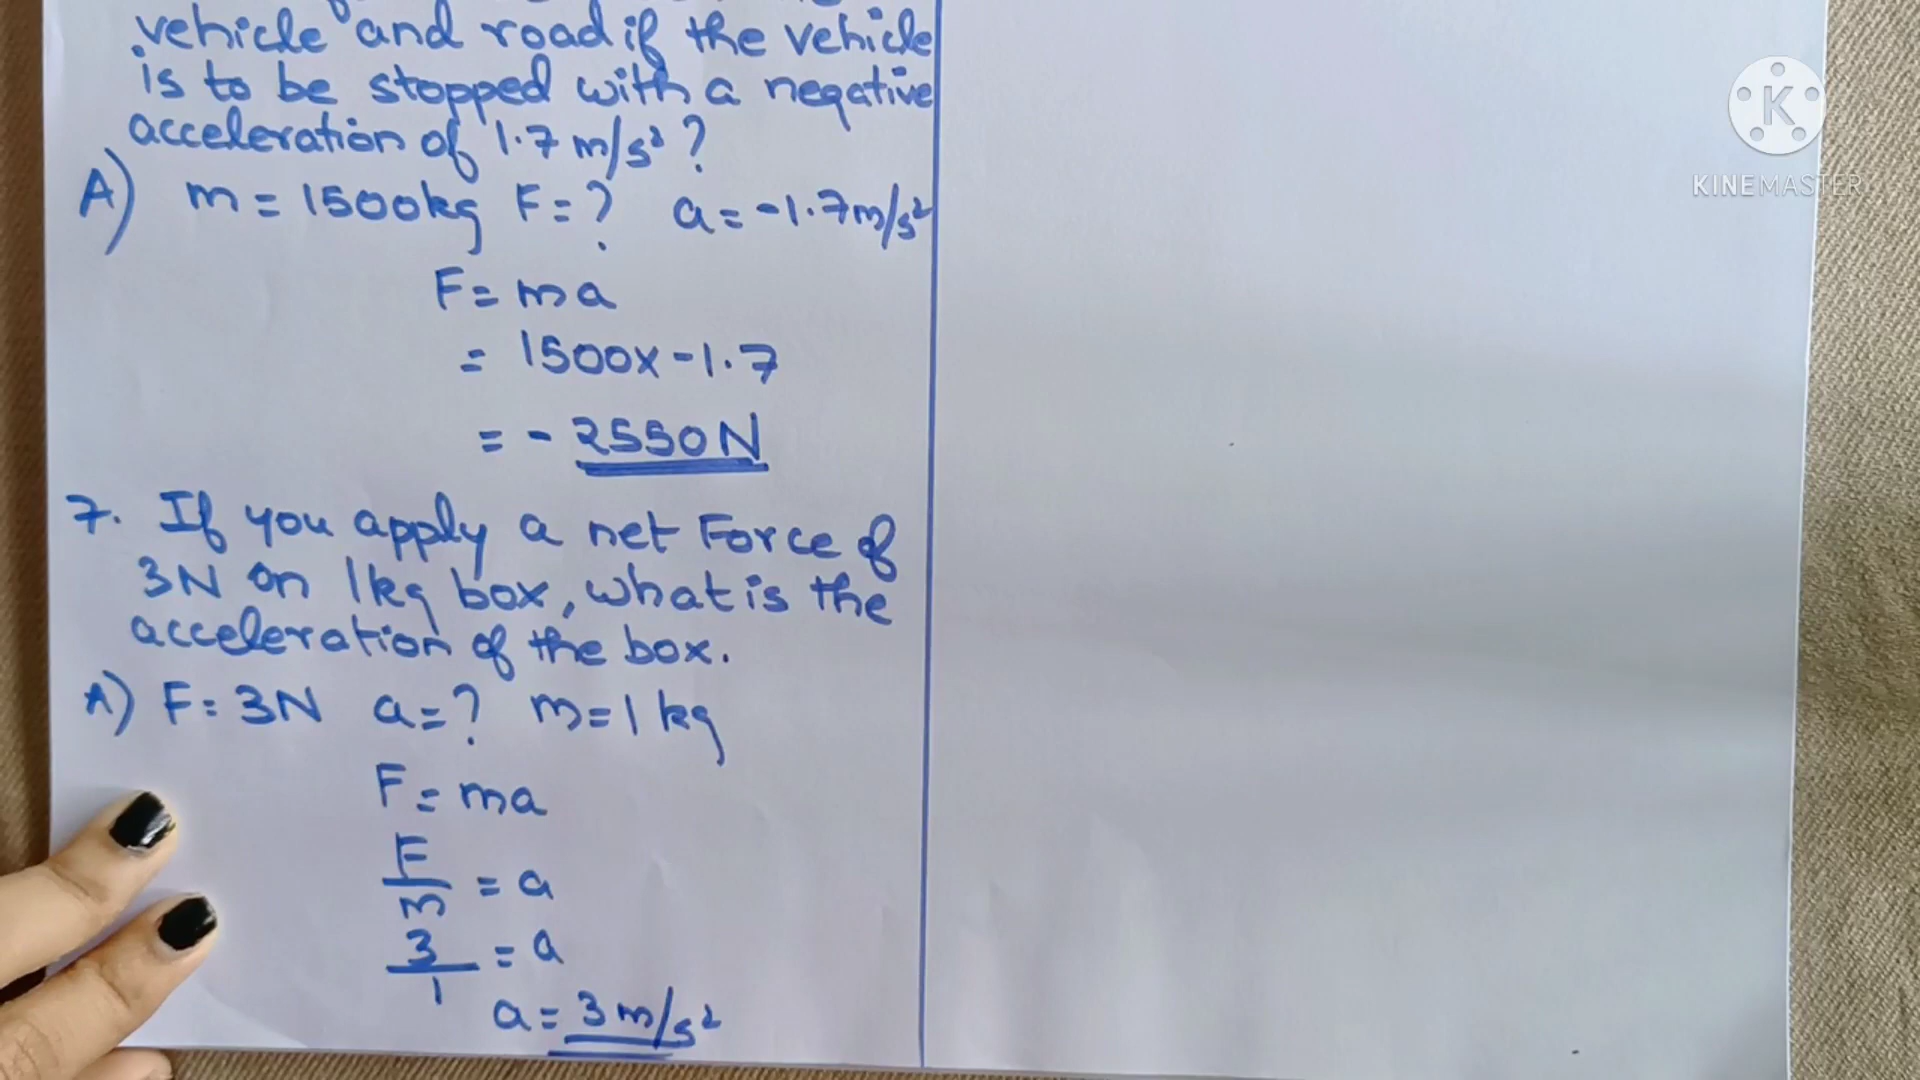 vehicle and road if the vehicle
is to be stopped with a negative
acceleration of 1.7 m/s² ?
A) m = 1500kg F = ? a = -1.7m/s²
F = ma
= 1500x-1.7
= - 2550N
7. If you apply a net Force of
3N on 1kg box, what is the
acceleration of the box.
A) F = 3N a = ? m = 1 kg
F = ma
F/m = a
3/1 = a
a = 3 m/s²
K
KINEMASTER